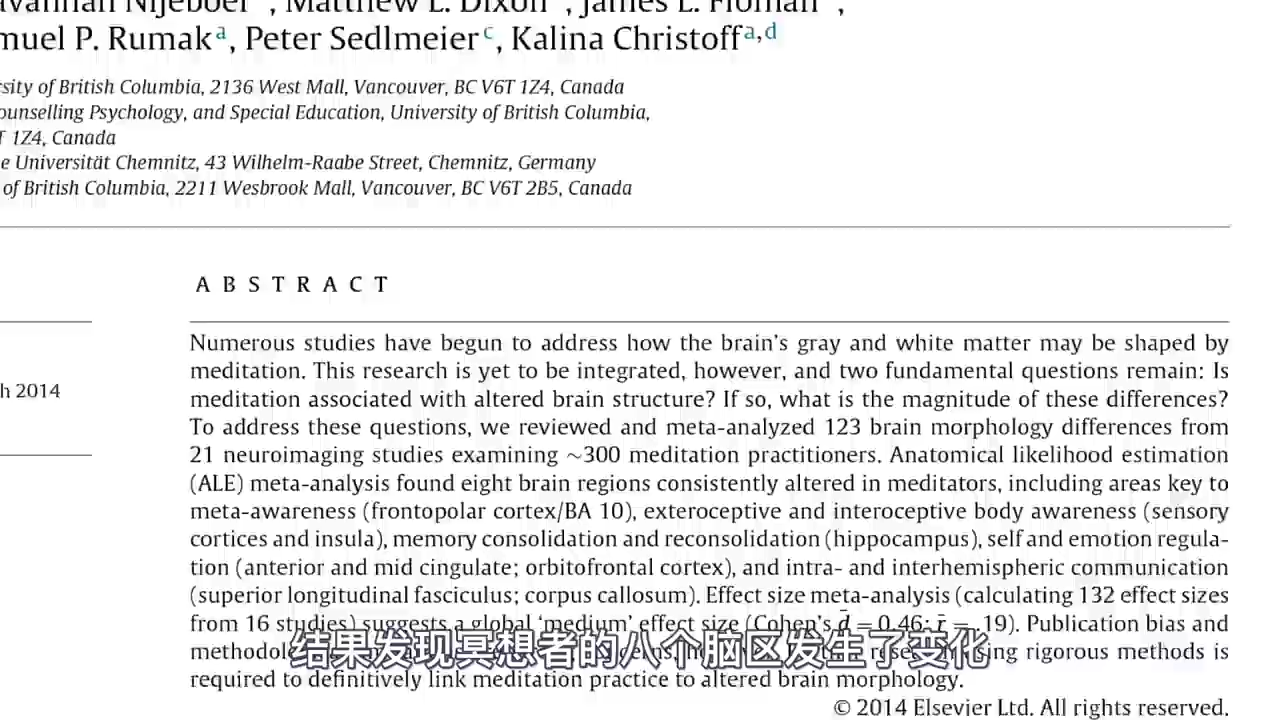 Nijeboer , Matthew L. Dixon , James L. Floman ,
muel P. Rumak a, Peter Sedlmeier c, Kalina Christoff a,d
sity of British Columbia, 2136 West Mall, Vancouver, BC V6T 1Z4, Canada
ounselling Psychology, and Special Education, University of British Columbia,
T 1Z4, Canada
e Universität Chemnitz, 43 Wilhelm-Raabe Street, Chemnitz, Germany
of British Columbia, 2211 Wesbrook Mall, Vancouver, BC V6T 2B5, Canada
ABSTRACT
h 2014
Numerous studies have begun to address how the brain's gray and white matter may be shaped by
meditation. This research is yet to be integrated, however, and two fundamental questions remain: Is
meditation associated with altered brain structure? If so, what is the magnitude of these differences?
To address these questions, we reviewed and meta-analyzed 123 brain morphology differences from
21 neuroimaging studies examining ~300 meditation practitioners. Anatomical likelihood estimation
(ALE) meta-analysis found eight brain regions consistently altered in meditators, including areas key to
meta-awareness (frontopolar cortex/BA 10), exteroceptive and interoceptive body awareness (sensory
cortices and insula), memory consolidation and reconsolidation (hippocampus), self and emotion regula-
tion (anterior and mid cingulate; orbitofrontal cortex), and intra- and interhemispheric communication
(superior longitudinal fasciculus; corpus callosum). Effect size meta-analysis (calculating 132 effect sizes
from 16 studies) suggests a global 'medium' effect size (Cohen's d̄ = 0.46; r̄ = .19). Publication bias and
rigorous methods is
required to definitively link meditation practice to altered brain morphology.
© 2014 Elsevier Ltd. All rights reserved.
结果发现冥想者的八个脑区发生了变化